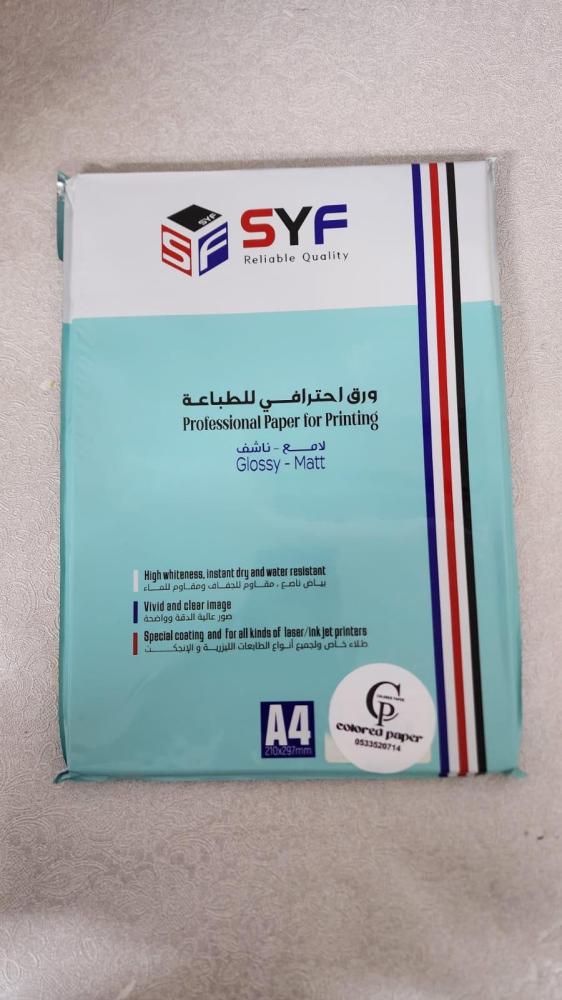 SYF
SF
SYF
Reliable Quality
ورق احترافي للطباعة
Professional Paper for Printing
لامع - ناشف
Glossy - Matt
High whiteness, instant dry and water resistant
بياض ناصع ، مقاوم للجفاف ومقاوم للماء
Vivid and clear image
صور عالية الدقة وواضحة
Special coating and for all kinds of laser/ink jet printers
طلاء خاص ولجميع أنواع الطابعات الليزرية و الإنجكت
A4
210x297mm
CP
COLORED PAPER
colored paper
0533520714